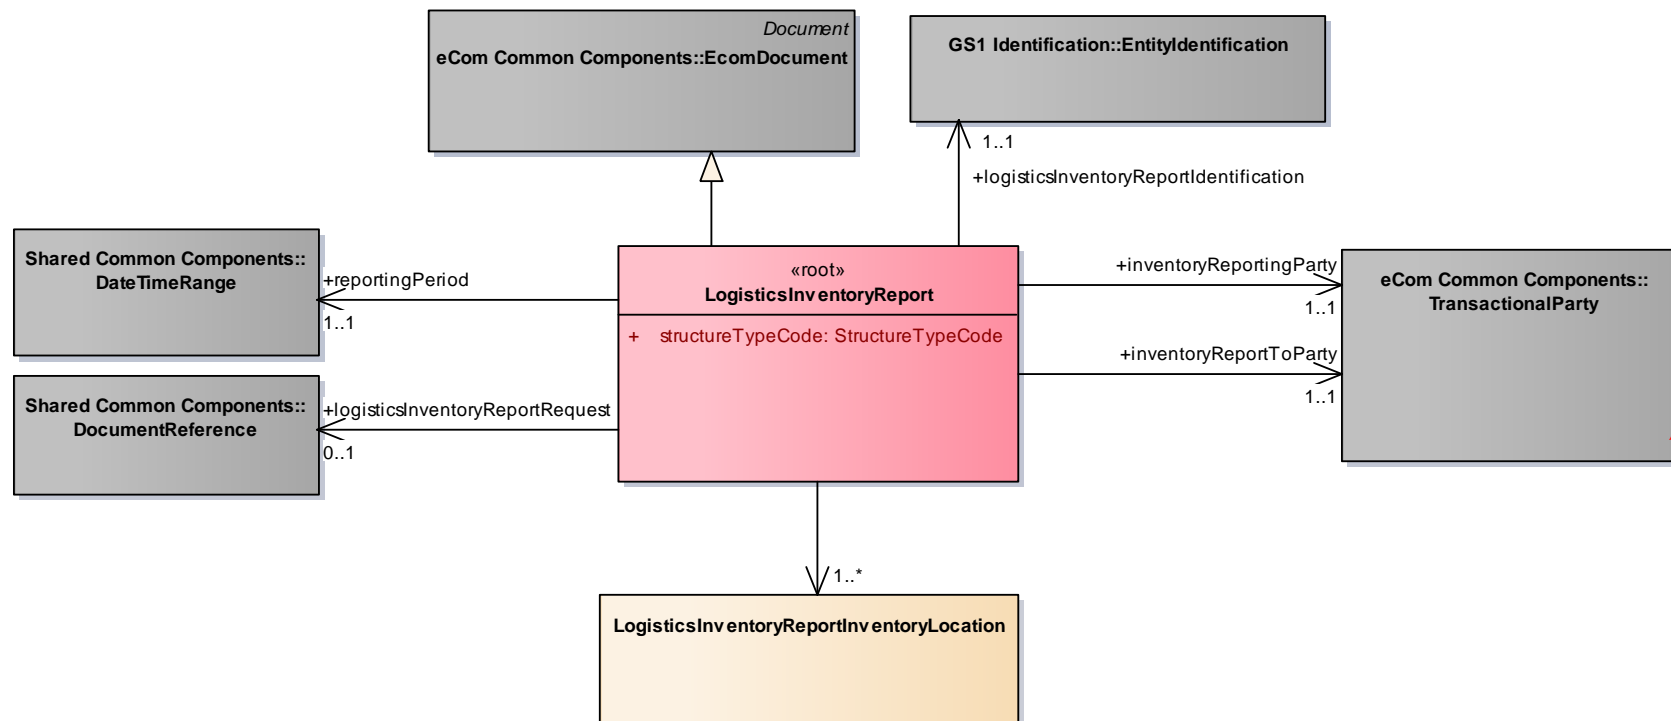 Document
eCom Common Components::EcomDocument
GS1 Identification::EntityIdentification
1..1
+logisticsInventoryReportIdentification
Shared Common Components::
DateTimeRange
+reportingPeriod
1..1
«root»
LogisticsInventoryReport
+ structureTypeCode: StructureTypeCode
+inventoryReportingParty
1..1
eCom Common Components::
TransactionalParty
+inventoryReportToParty
1..1
Shared Common Components::
DocumentReference
+logisticsInventoryReportRequest
0..1
1..*
LogisticsInventoryReportInventoryLocation